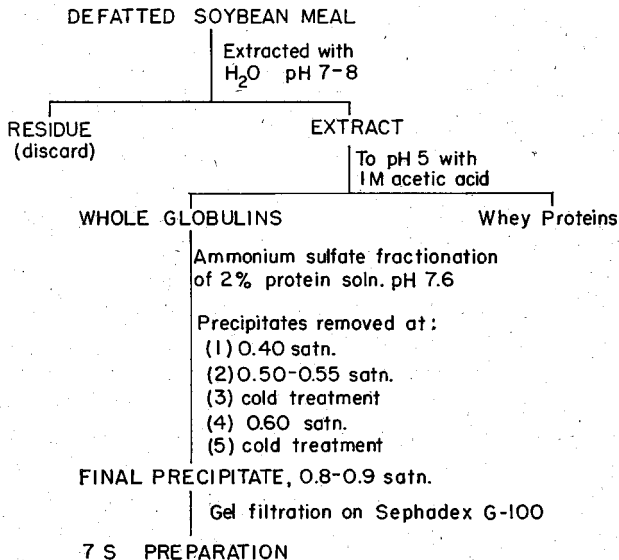 DEFATTED SOYBEAN MEAL
Extracted with
H₂O pH 7-8
RESIDUE
(discard)
EXTRACT
To pH 5 with
1M acetic acid
WHOLE GLOBULINS
Whey Proteins
Ammonium sulfate fractionation
of 2% protein soln. pH 7.6
Precipitates removed at:
(1) 0.40 satn.
(2) 0.50-0.55 satn.
(3) cold treatment
(4) 0.60 satn.
(5) cold treatment
FINAL PRECIPITATE, 0.8-0.9 satn.
Gel filtration on Sephadex G-100
7 S PREPARATION